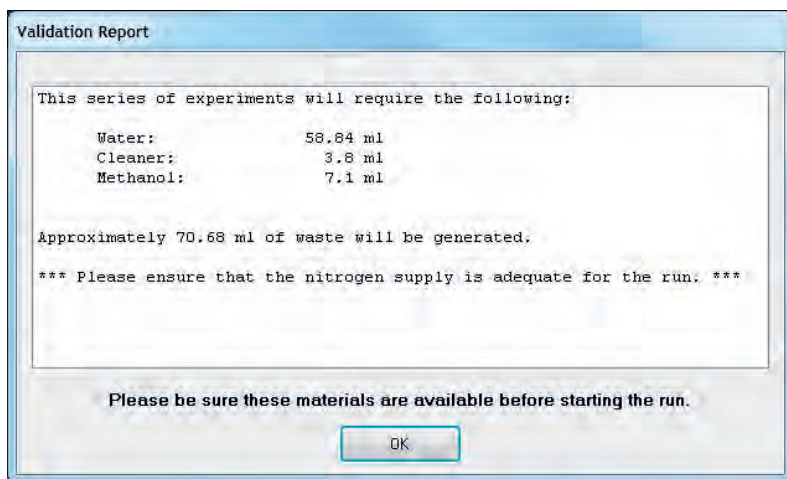 Validation Report
This series of experiments will require the following:
Water: 58.84 ml
Cleaner: 3.8 ml
Methanol: 7.1 ml
Approximately 70.68 ml of waste will be generated.
*** Please ensure that the nitrogen supply is adequate for the run. ***
Please be sure these materials are available before starting the run.
OK